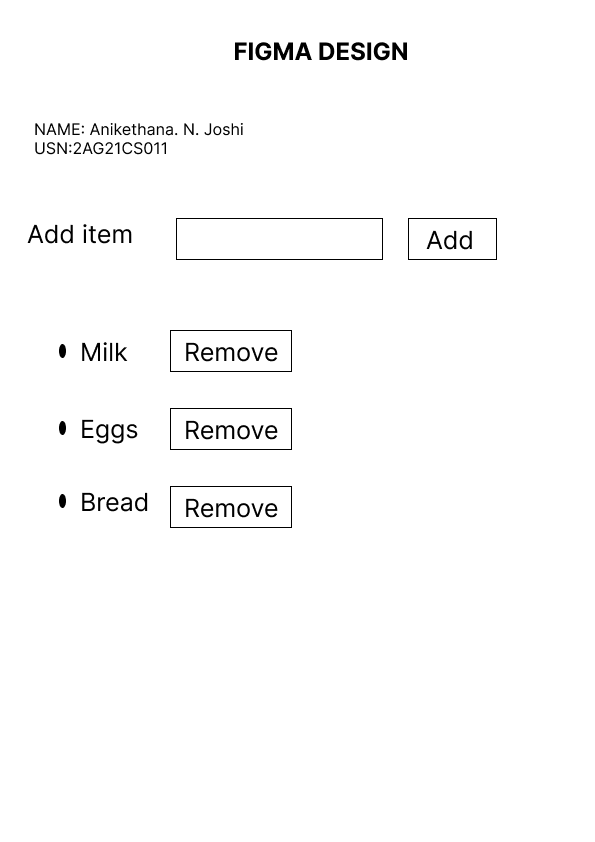 FIGMA DESIGN
NAME: Anikethana. N. Joshi
USN:2AG21CS011
Add item Add
Milk Remove
Eggs Remove
Bread Remove